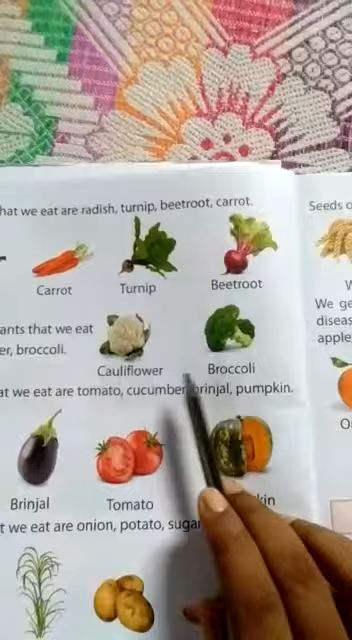 hat we eat are radish, turnip, beetroot, carrot.
Seeds o
Carrot Turnip Beetroot
ants that we eat
er, broccoli.
We ge
diseas
apple,
Cauliflower Broccoli
at we eat are tomato, cucumber, brinjal, pumpkin.
Brinjal Tomato kin
t we eat are onion, potato, sugar